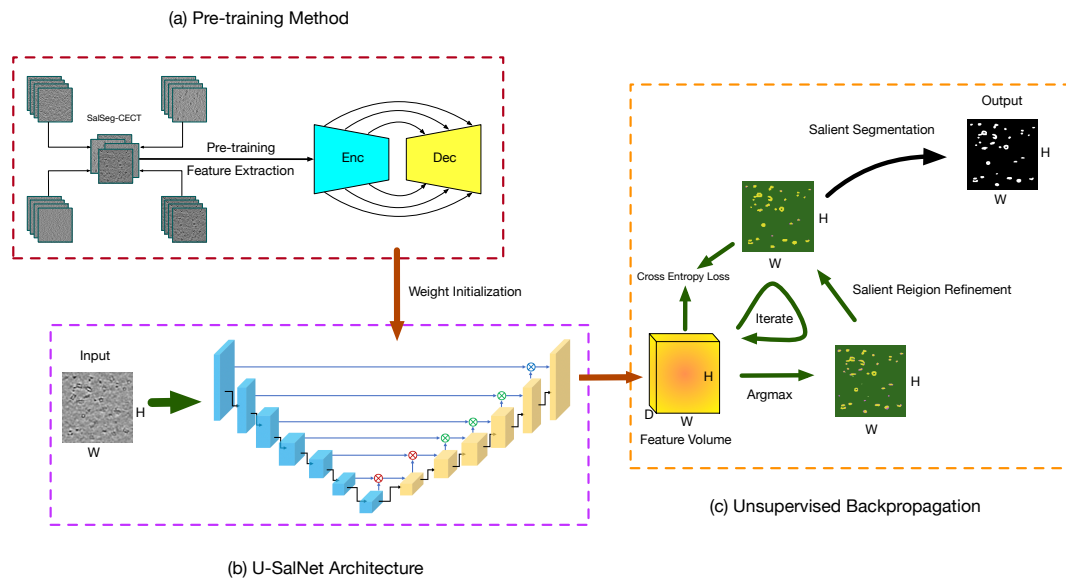 (a) Pre-training Method
SalSeg-CECT
Pre-training
Feature Extraction
Enc
Dec
Weight Initialization
Input
H
W
(b) U-SalNet Architecture
Output
Salient Segmentation
H
W
H
W
Cross Entropy Loss
Salient Reigion Refinement
Iterate
H
D
W
Feature Volume
Argmax
H
W
(c) Unsupervised Backpropagation